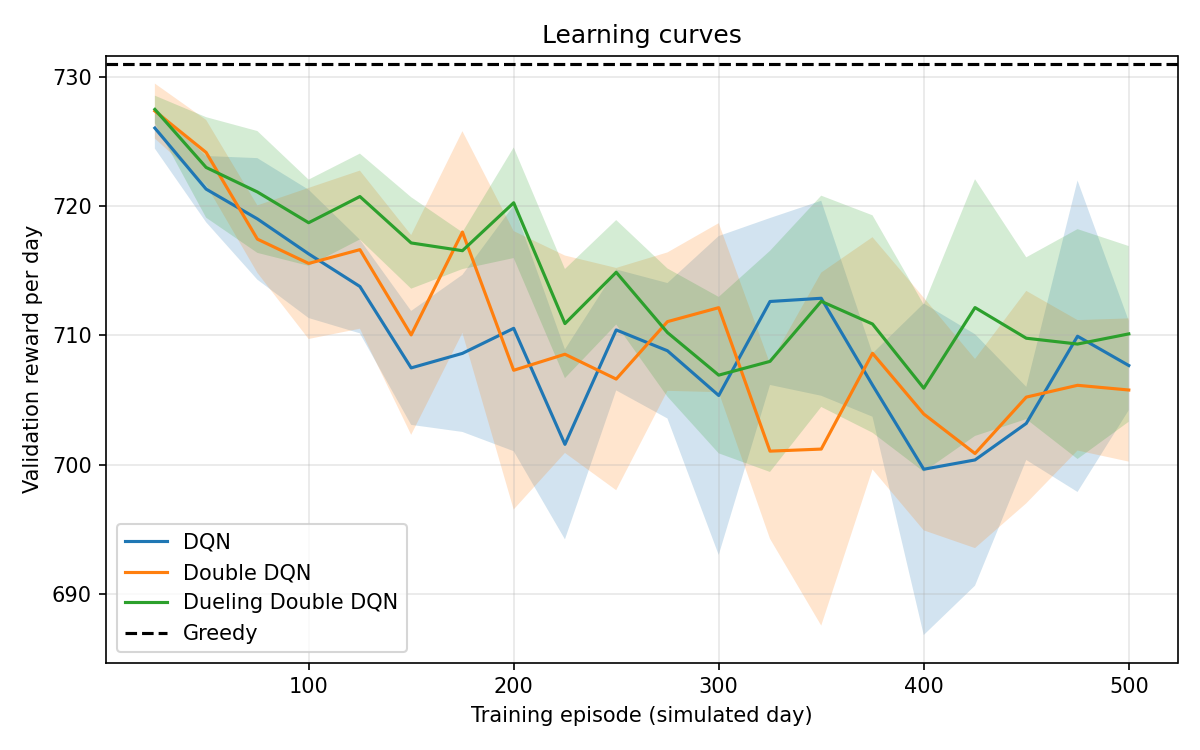 Learning curves
Validation reward per day
730
720
710
700
690
DQN
Double DQN
Dueling Double DQN
Greedy
100
200
300
400
500
Training episode (simulated day)